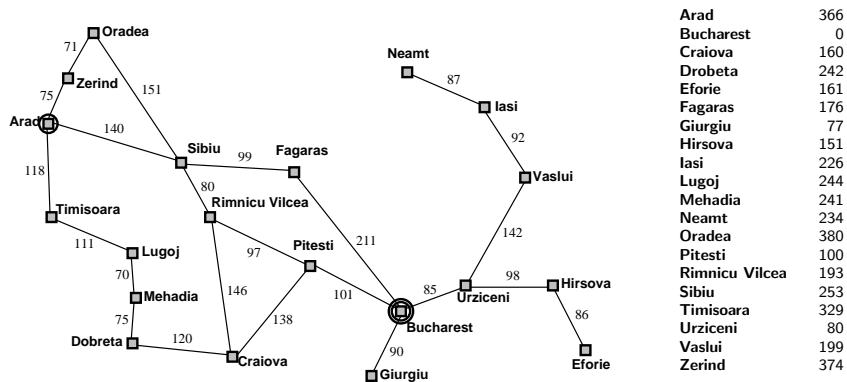 Oradea
71
Zerind
75
151
Arad
140
118
Sibiu
99
Fagaras
80
Rimnicu Vilcea
Timisoara
111
Lugoj
70
Mehadia
75
Dobreta
120
146
97
Pitesti
138
Craiova
211
101
Bucharest
90
Giurgiu
85
Urziceni
98
Hirsova
86
Eforie
142
Vaslui
92
Iasi
87
Neamt
Arad 366
Bucharest 0
Craiova 160
Drobeta 242
Eforie 161
Fagaras 176
Giurgiu 77
Hirsova 151
Iasi 226
Lugoj 244
Mehadia 241
Neamt 234
Oradea 380
Pitesti 100
Rimnicu Vilcea 193
Sibiu 253
Timisoara 329
Urziceni 80
Vaslui 199
Zerind 374